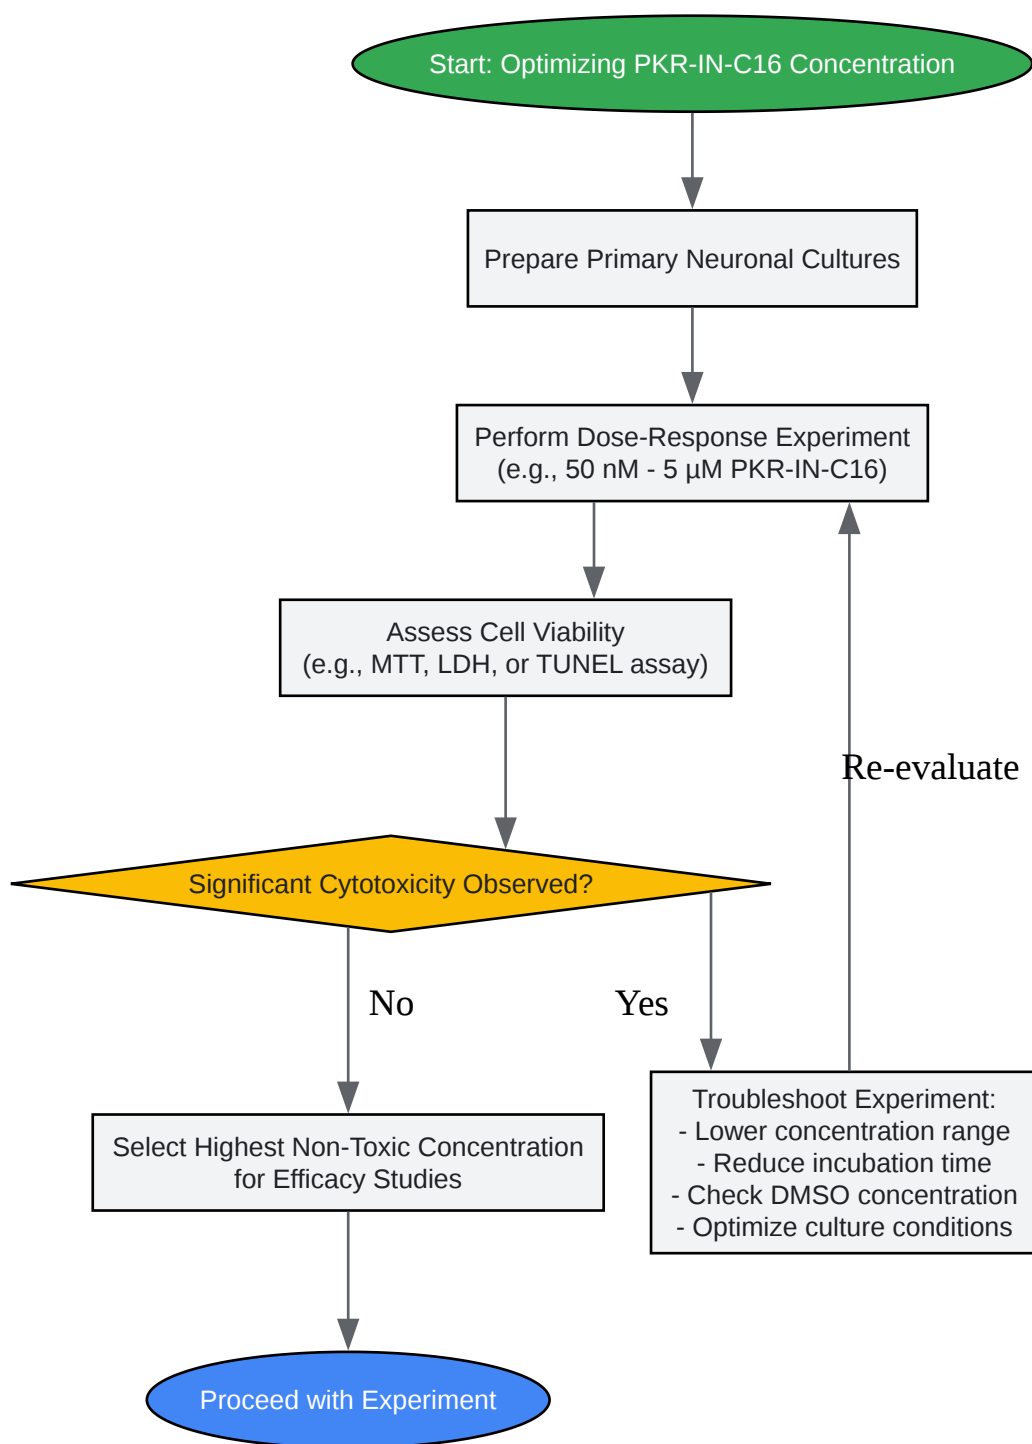 Start: Optimizing PKR-IN-C16 Concentration
Prepare Primary Neuronal Cultures
Perform Dose-Response Experiment
(e.g., 50 nM - 5 µM PKR-IN-C16)
Assess Cell Viability
(e.g., MTT, LDH, or TUNEL assay)
Re-evaluate
Significant Cytotoxicity Observed?
No
Yes
Troubleshoot Experiment:
- Lower concentration range
- Reduce incubation time
- Check DMSO concentration
- Optimize culture conditions
Select Highest Non-Toxic Concentration
for Efficacy Studies
Proceed with Experiment